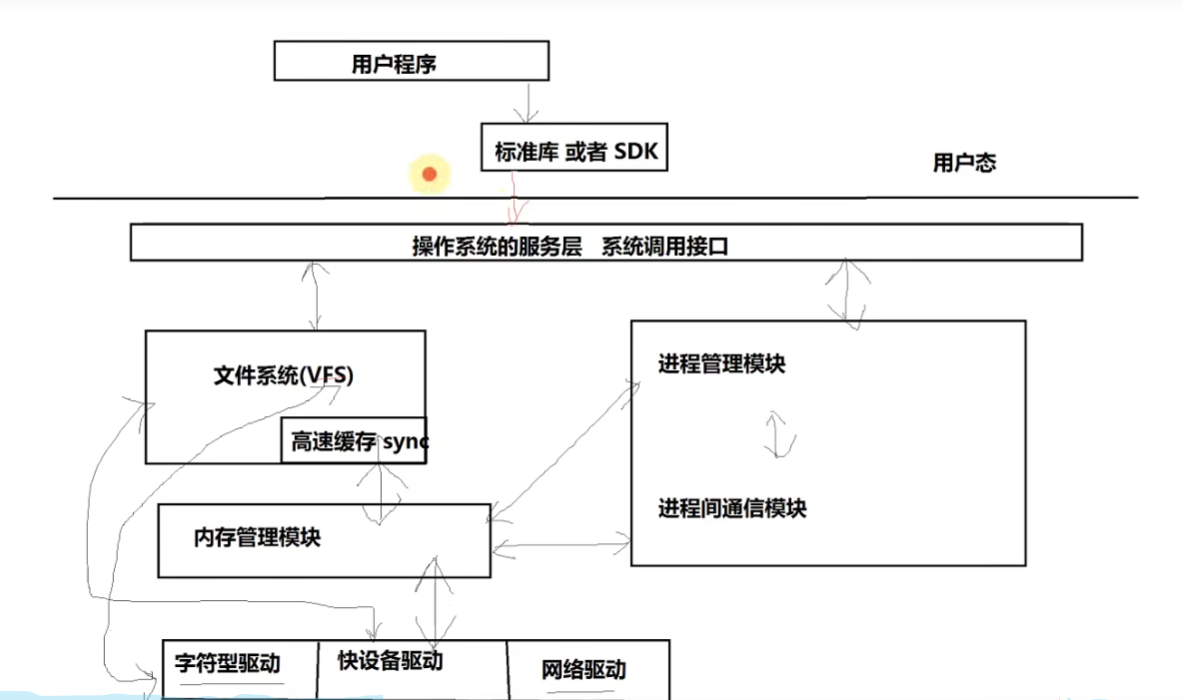 用户程序
标准库 或者 SDK
用户态
操作系统的服务层 系统调用接口
文件系统(VFS)
进程管理模块
高速缓存 sync
进程间通信模块
内存管理模块
字符型驱动
快设备驱动
网络驱动